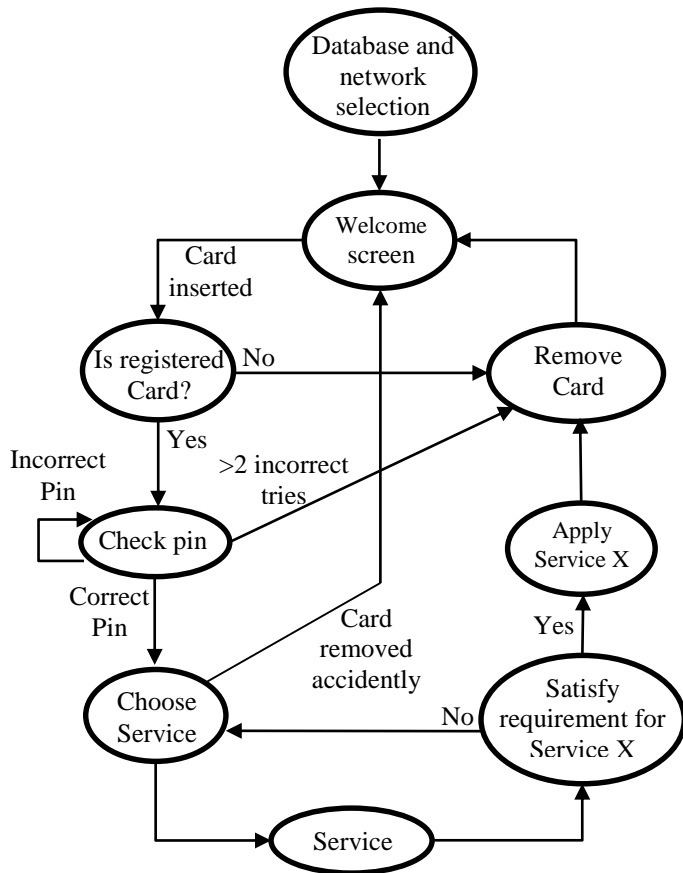 Database and
network
selection
Welcome
screen
Card
inserted
Is registered
Card?
No
Remove
Card
Yes
Incorrect
Pin
>2 incorrect
tries
Check pin
Apply
Service X
Correct
Pin
Card
removed
accidently
Yes
Choose
Service
No
Satisfy
requirement for
Service X
Service